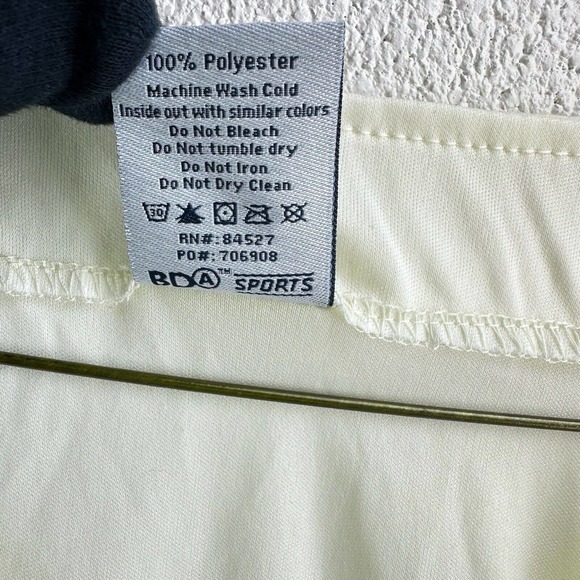 100% Polyester
Machine Wash Cold
Inside out with similar colors
Do Not Bleach
Do Not tumble dry
Do Not Iron
Do Not Dry Clean
30
RN#: 84527
PO#: 706908
BDA™ SPORTS